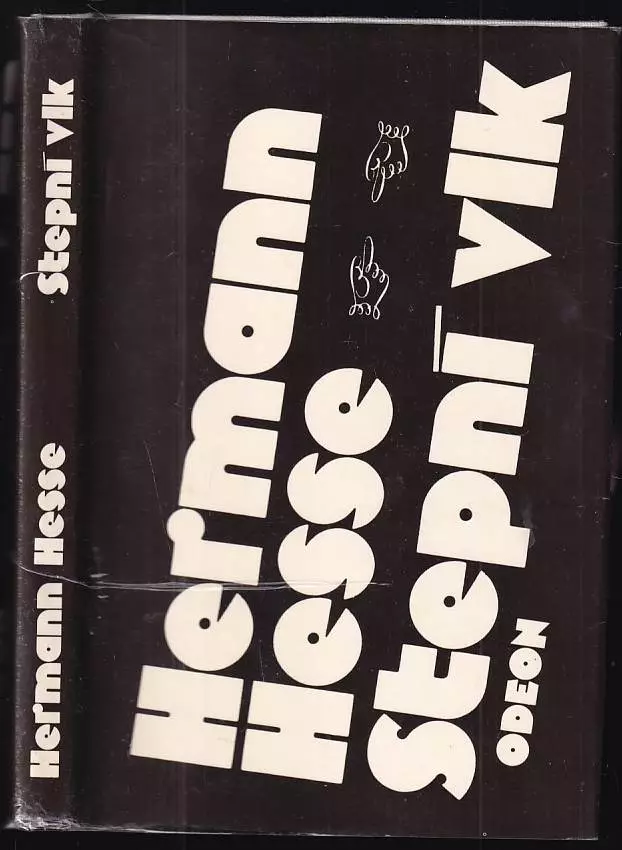 Hermann Hesse Stepní vlk
Hermann
Hesse
Stepní vlk
ODEON